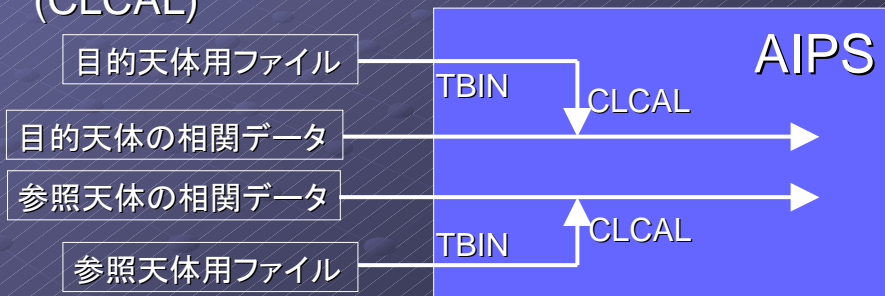 (CLCAL)
AIPS
目的天体用ファイル
TBIN
CLCAL
目的天体の相関データ
参照天体の相関データ
CLCAL
TBIN
参照天体用ファイル